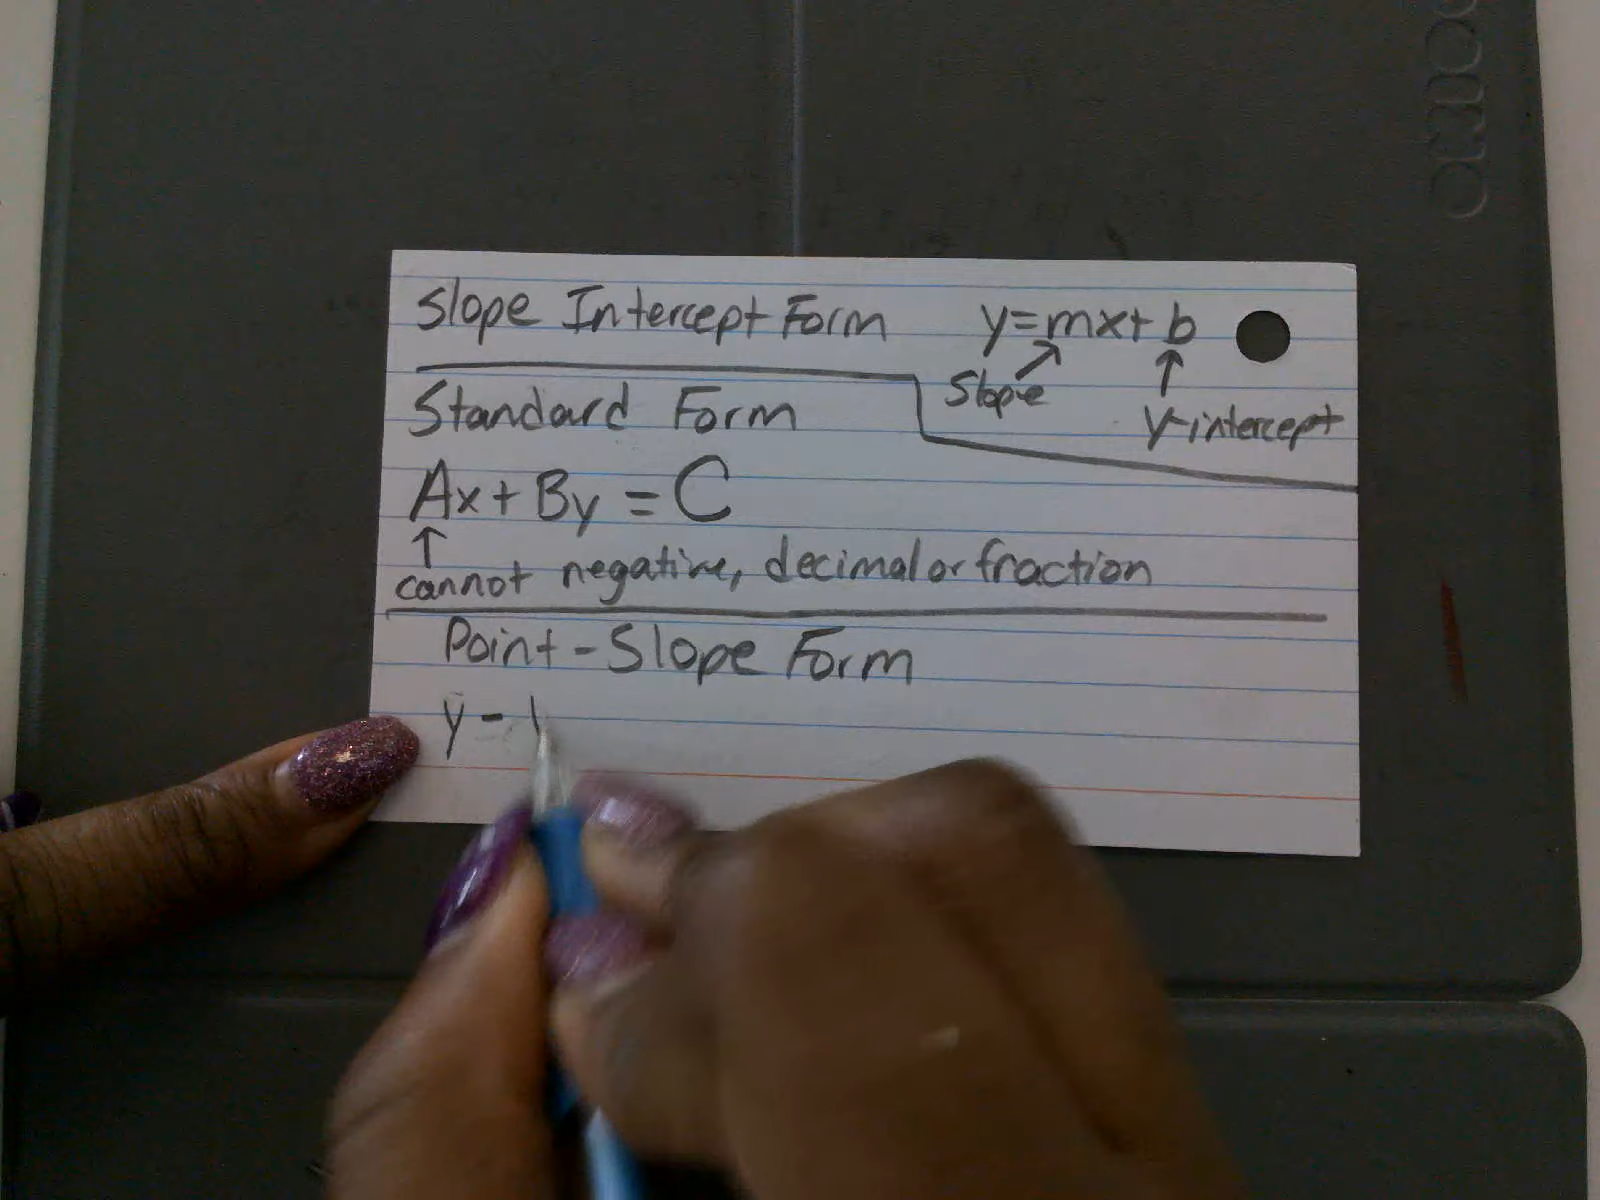 Slope Intercept Form y=mx+b
Slope
y-intercept
Standard Form
Ax + By = C
↑
cannot negative, decimal or fraction
Point-Slope Form
y -